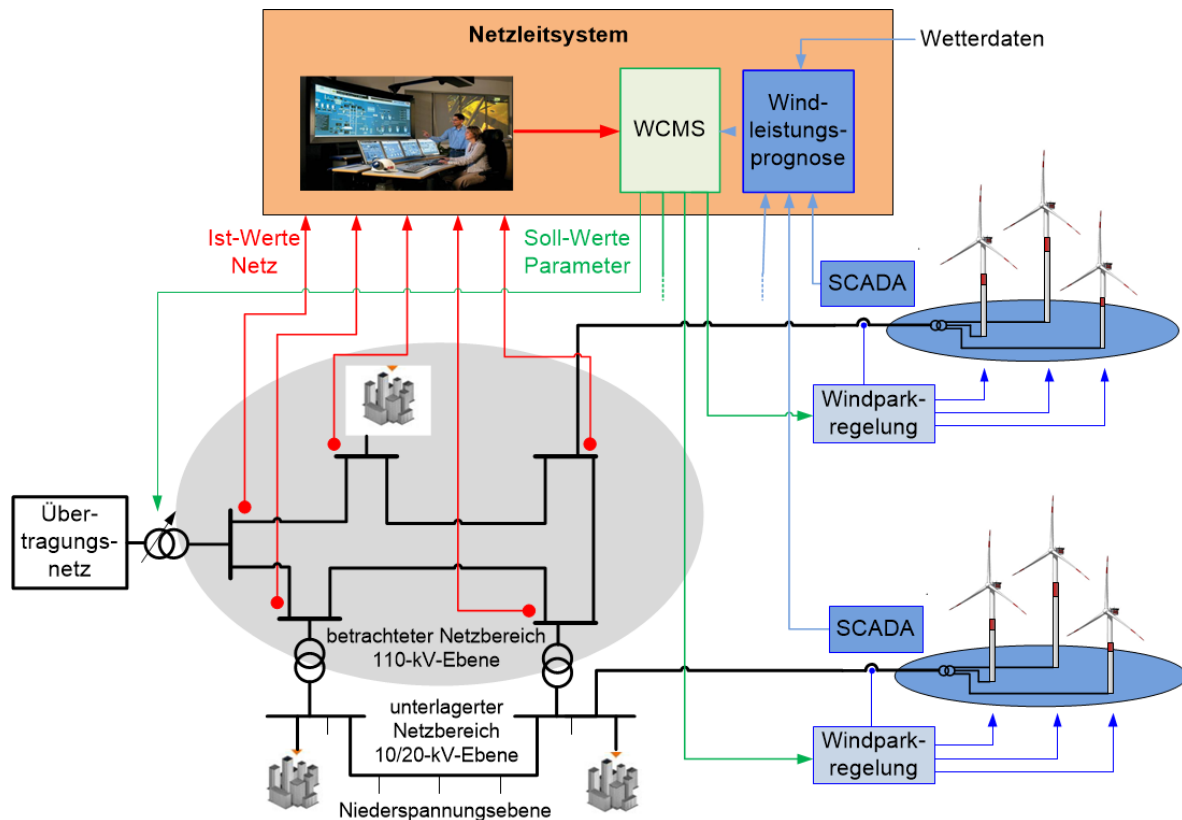 Netzleitsystem
Wetterdaten
WCMS
Wind-
leistungs-
prognose
Ist-Werte
Netz
Soll-Werte
Parameter
SCADA
Windpark-
regelung
Über-
tragungs-
netz
betrachteter Netzbereich
110-kV-Ebene
SCADA
unterlagerter
Netzbereich
10/20-kV-Ebene
Windpark-
regelung
Niederspannungsebene